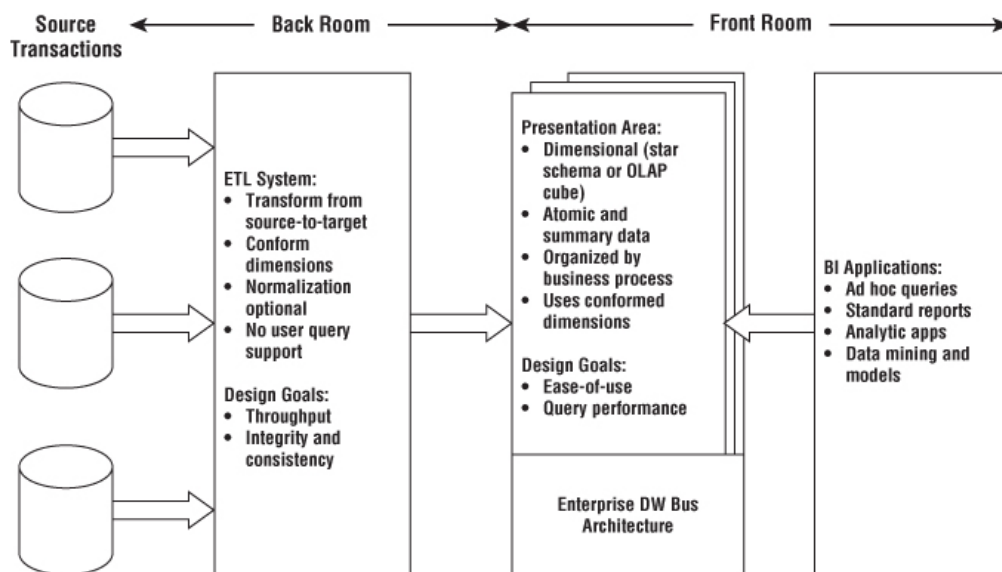 Source
Transactions
Back Room
Front Room
ETL System:
• Transform from
source-to-target
• Conform
dimensions
• Normalization
optional
• No user query
support
Design Goals:
• Throughput
• Integrity and
consistency
Presentation Area:
• Dimensional (star
schema or OLAP
cube)
• Atomic and
summary data
• Organized by
business process
• Uses conformed
dimensions
Design Goals:
• Ease-of-use
• Query performance
Enterprise DW Bus
Architecture
BI Applications:
• Ad hoc queries
• Standard reports
• Analytic apps
• Data mining and
models